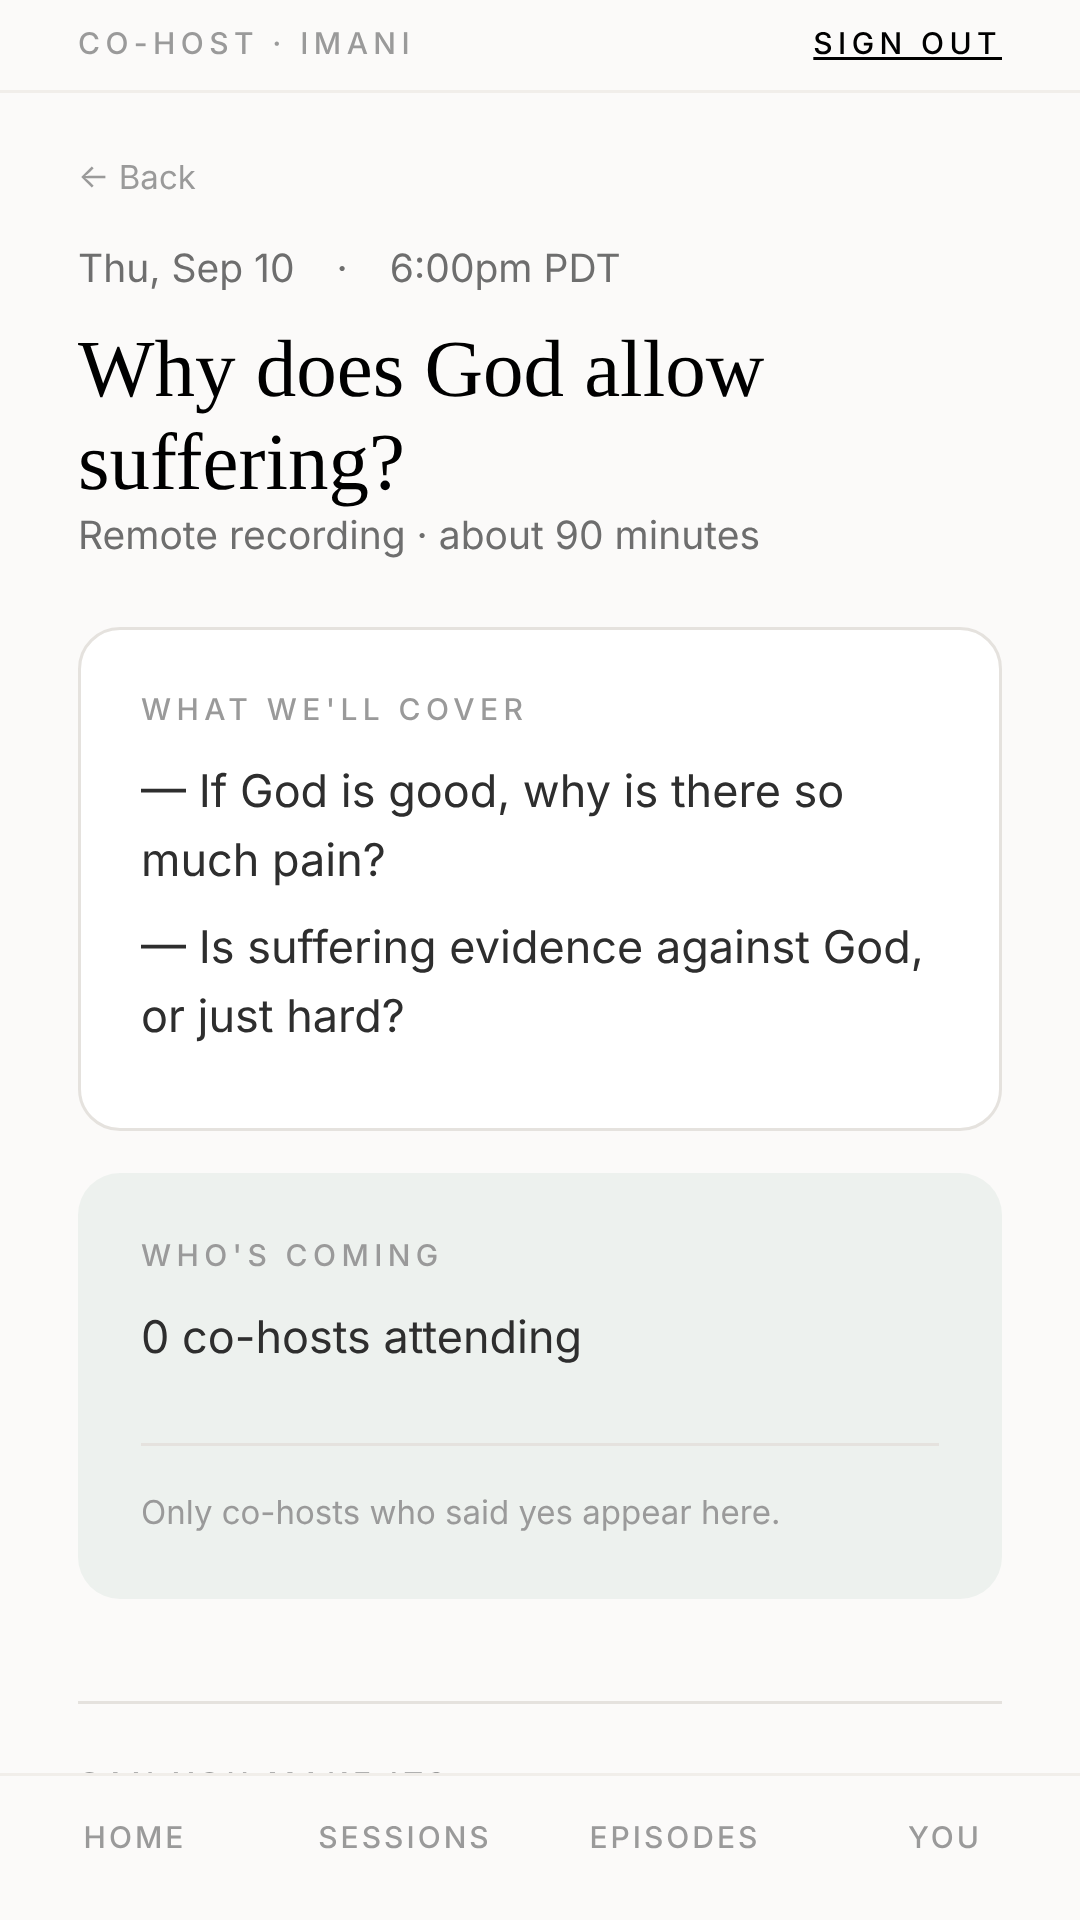 CO-HOST · IMANI
SIGN OUT
← Back
Thu, Sep 10 · 6:00pm PDT
Why does God allow
suffering?
Remote recording · about 90 minutes
WHAT WE'LL COVER
— If God is good, why is there so
much pain?
— Is suffering evidence against God,
or just hard?
WHO'S COMING
0 co-hosts attending
Only co-hosts who said yes appear here.
HOME
SESSIONS
EPISODES
YOU